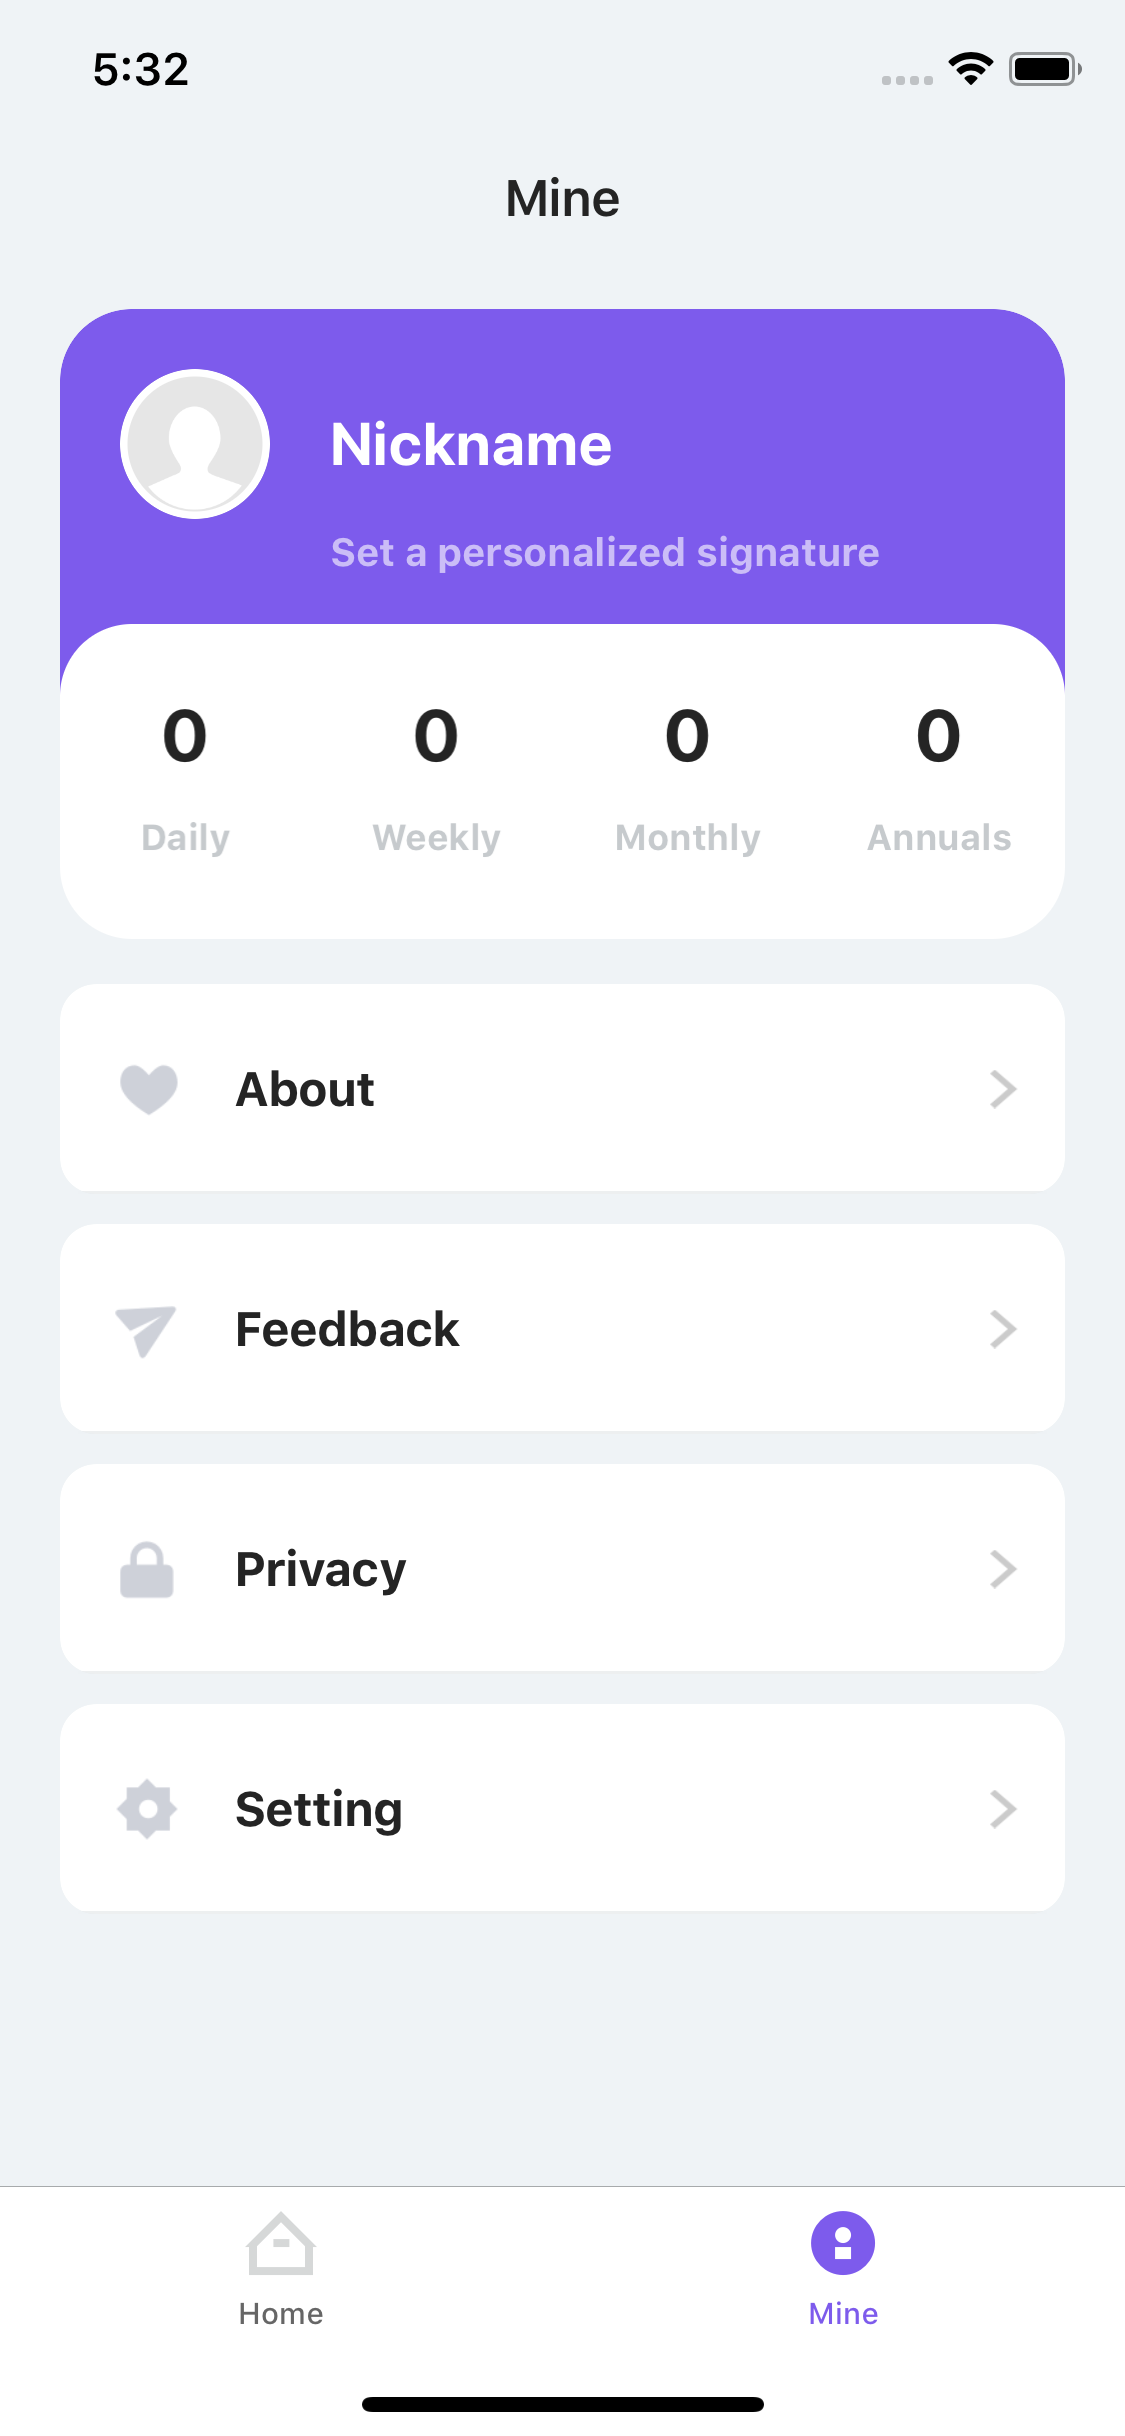 5:32
Mine
Nickname
Set a personalized signature
0 0 0 0
Daily Weekly Monthly Annuals
About
Feedback
Privacy
Setting
Home Mine